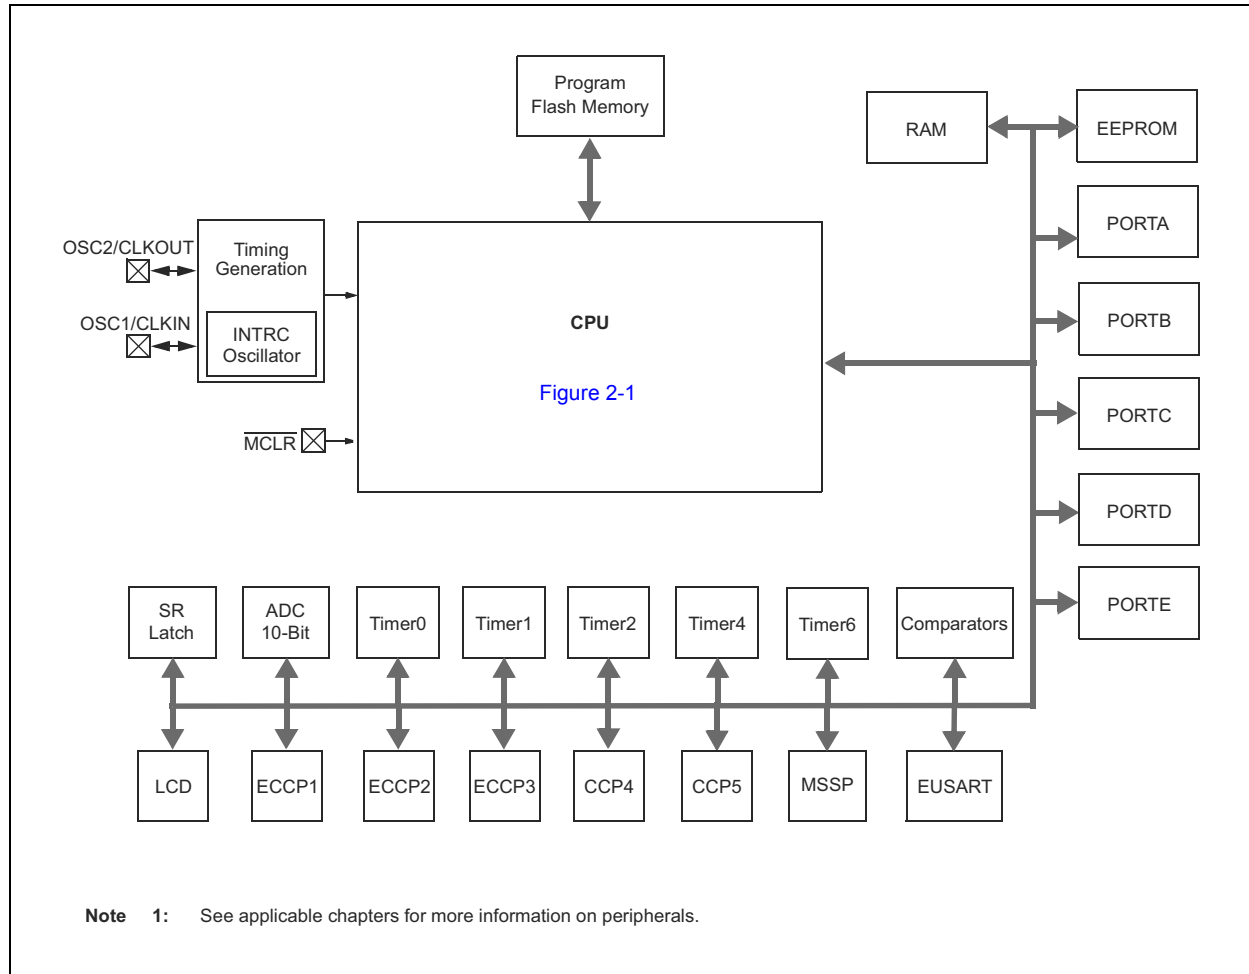 Program
Flash Memory
RAM
EEPROM
OSC2/CLKOUT
Timing
Generation
PORTA
OSC1/CLKIN
INTRC
Oscillator
CPU
PORTB
Figure 2-1
PORTC
MCLR
PORTD
SR
Latch
ADC
10-Bit
Timer0
Timer1
Timer2
Timer4
Timer6
Comparators
PORTE
LCD
ECCP1
ECCP2
ECCP3
CCP4
CCP5
MSSP
EUSART
Note 1: See applicable chapters for more information on peripherals.